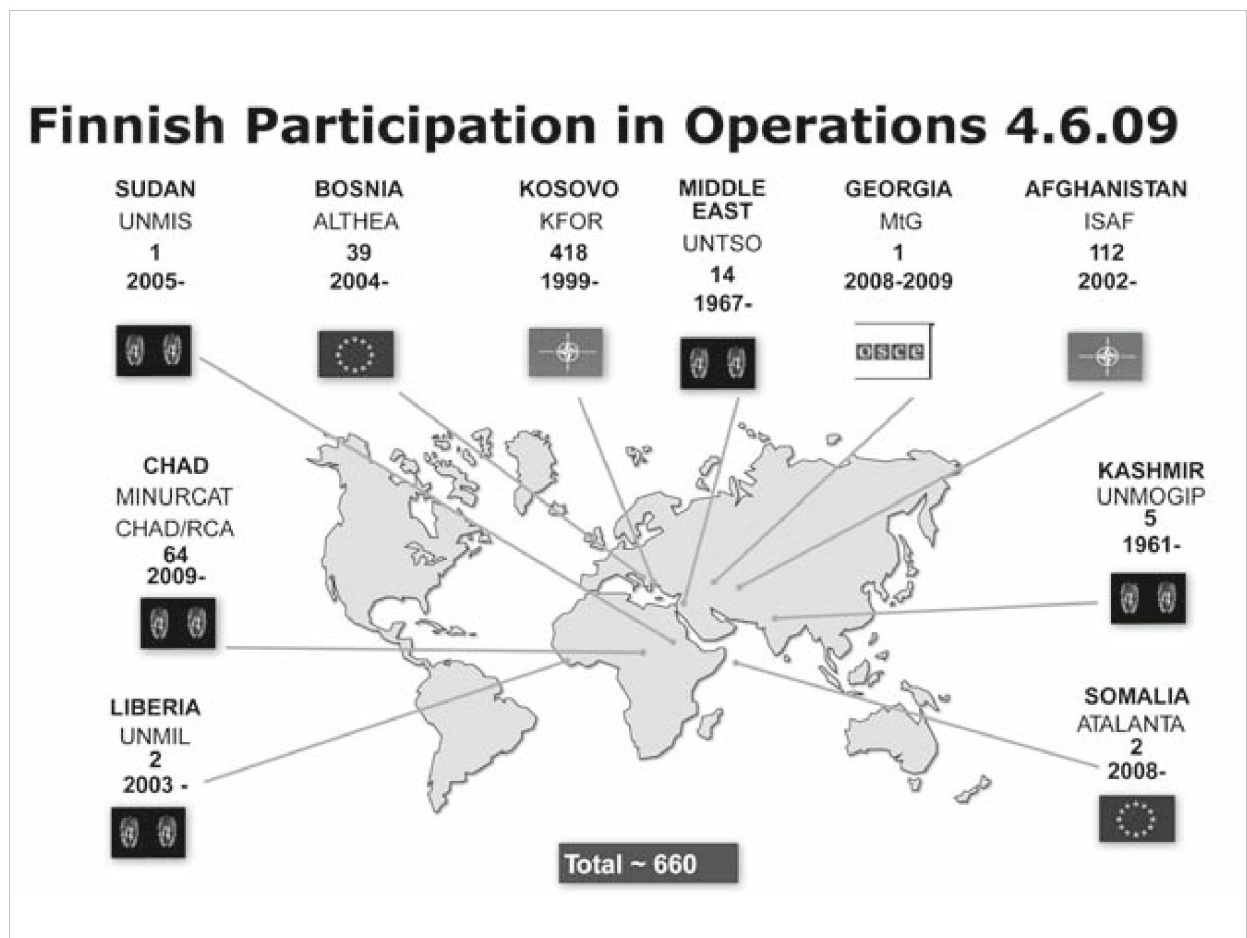 Finnish Participation in Operations 4.6.09
SUDAN
UNMIS
1
2005-
BOSNIA
ALTHEA
39
2004-
KOSOVO
KFOR
418
1999-
MIDDLE
EAST
UNTSO
14
1967-
GEORGIA
MtG
1
2008-2009
osce
AFGHANISTAN
ISAF
112
2002-
CHAD
MINURCAT
CHAD/RCA
64
2009-
KASHMIR
UNMOGIP
5
1961-
LIBERIA
UNMIL
2
2003 -
SOMALIA
ATALANTA
2
2008-
Total ~ 660